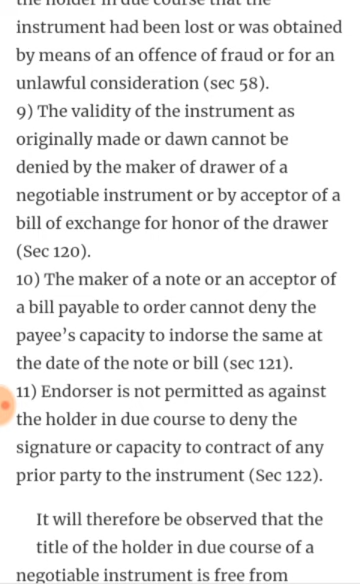 the holder in due course that the
instrument had been lost or was obtained
by means of an offence of fraud or for an
unlawful consideration (sec 58).
9) The validity of the instrument as
originally made or dawn cannot be
denied by the maker of drawer of a
negotiable instrument or by acceptor of a
bill of exchange for honor of the drawer
(Sec 120).
10) The maker of a note or an acceptor of
a bill payable to order cannot deny the
payee’s capacity to indorse the same at
the date of the note or bill (sec 121).
11) Endorser is not permitted as against
the holder in due course to deny the
signature or capacity to contract of any
prior party to the instrument (Sec 122).
It will therefore be observed that the
title of the holder in due course of a
negotiable instrument is free from